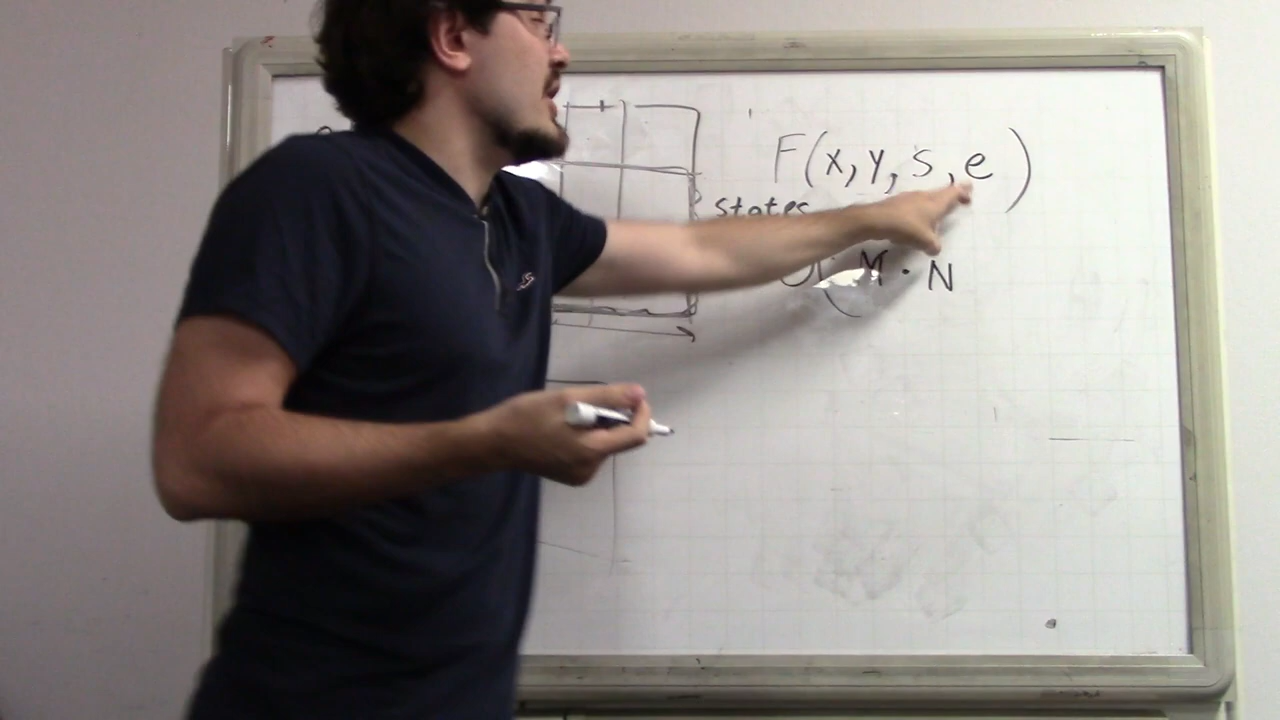 F(x, y, s, e)
states
O( M · N